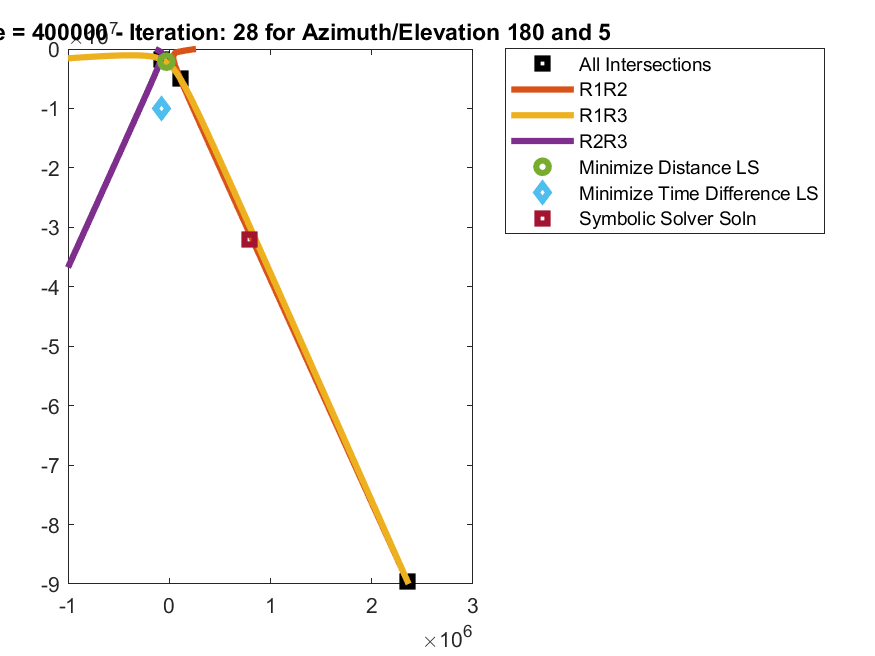 e = 400000 - Iteration: 28 for Azimuth/Elevation 180 and 5
×10⁷
0
-1
-2
-3
-4
-5
-6
-7
-8
-9
-1 0 1 2 3
×10⁶
All Intersections
R1R2
R1R3
R2R3
Minimize Distance LS
Minimize Time Difference LS
Symbolic Solver Soln